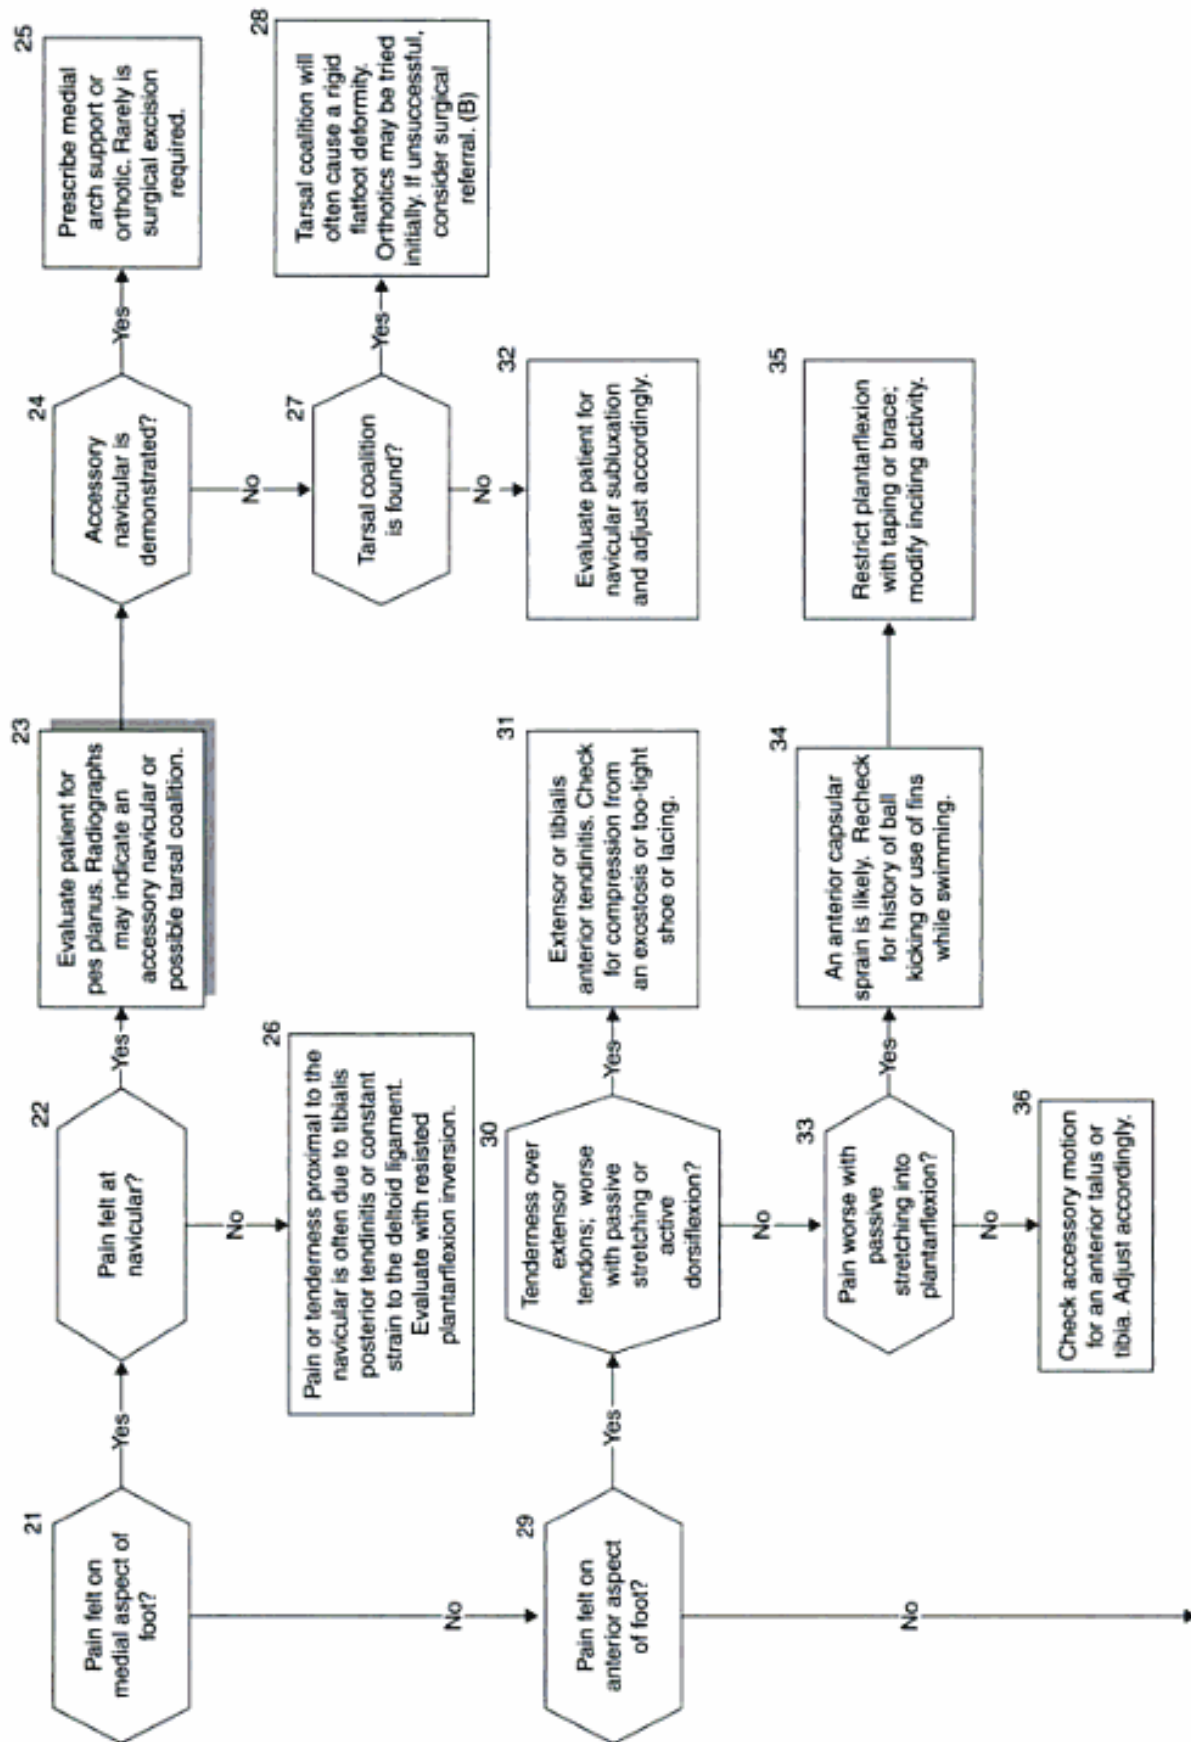 21
Pain felt on
medial aspect of
foot?
Yes
22
Pain felt at
navicular?
Yes
23
Evaluate patient for
pes planus. Radiographs
may indicate an
accessory navicular or
possible tarsal coalition.
24
Accessory
navicular is
demonstrated?
Yes
25
Prescribe medial
arch support or
orthotic. Rarely is
surgical excision
required.
No
26
Pain or tenderness proximal to the
navicular is often due to tibialis
posterior tendinitis or constant
strain to the deltoid ligament.
Evaluate with resisted
plantarflexion inversion.
No
27
Tarsal coalition
is found?
Yes
28
Tarsal coalition will
often cause a rigid
flatfoot deformity.
Orthotics may be tried
initially. If unsuccessful,
consider surgical
referral. (B)
No
29
Pain felt on
anterior aspect
of foot?
Yes
30
Tenderness over
extensor
tendons; worse
with passive
stretching or
active
dorsiflexion?
Yes
31
Extensor or tibialis
anterior tendinitis. Check
for compression from
an exostosis or too-tight
shoe or lacing.
No
32
Evaluate patient for
navicular subluxation
and adjust accordingly.
No
33
Pain worse with
passive
stretching into
plantarflexion?
Yes
34
An anterior capsular
sprain is likely. Recheck
for history of ball
kicking or use of fins
while swimming.
35
Restrict plantarflexion
with taping or brace;
modify inciting activity.
No
36
Check accessory motion
for an anterior talus or
tibia. Adjust accordingly.
No